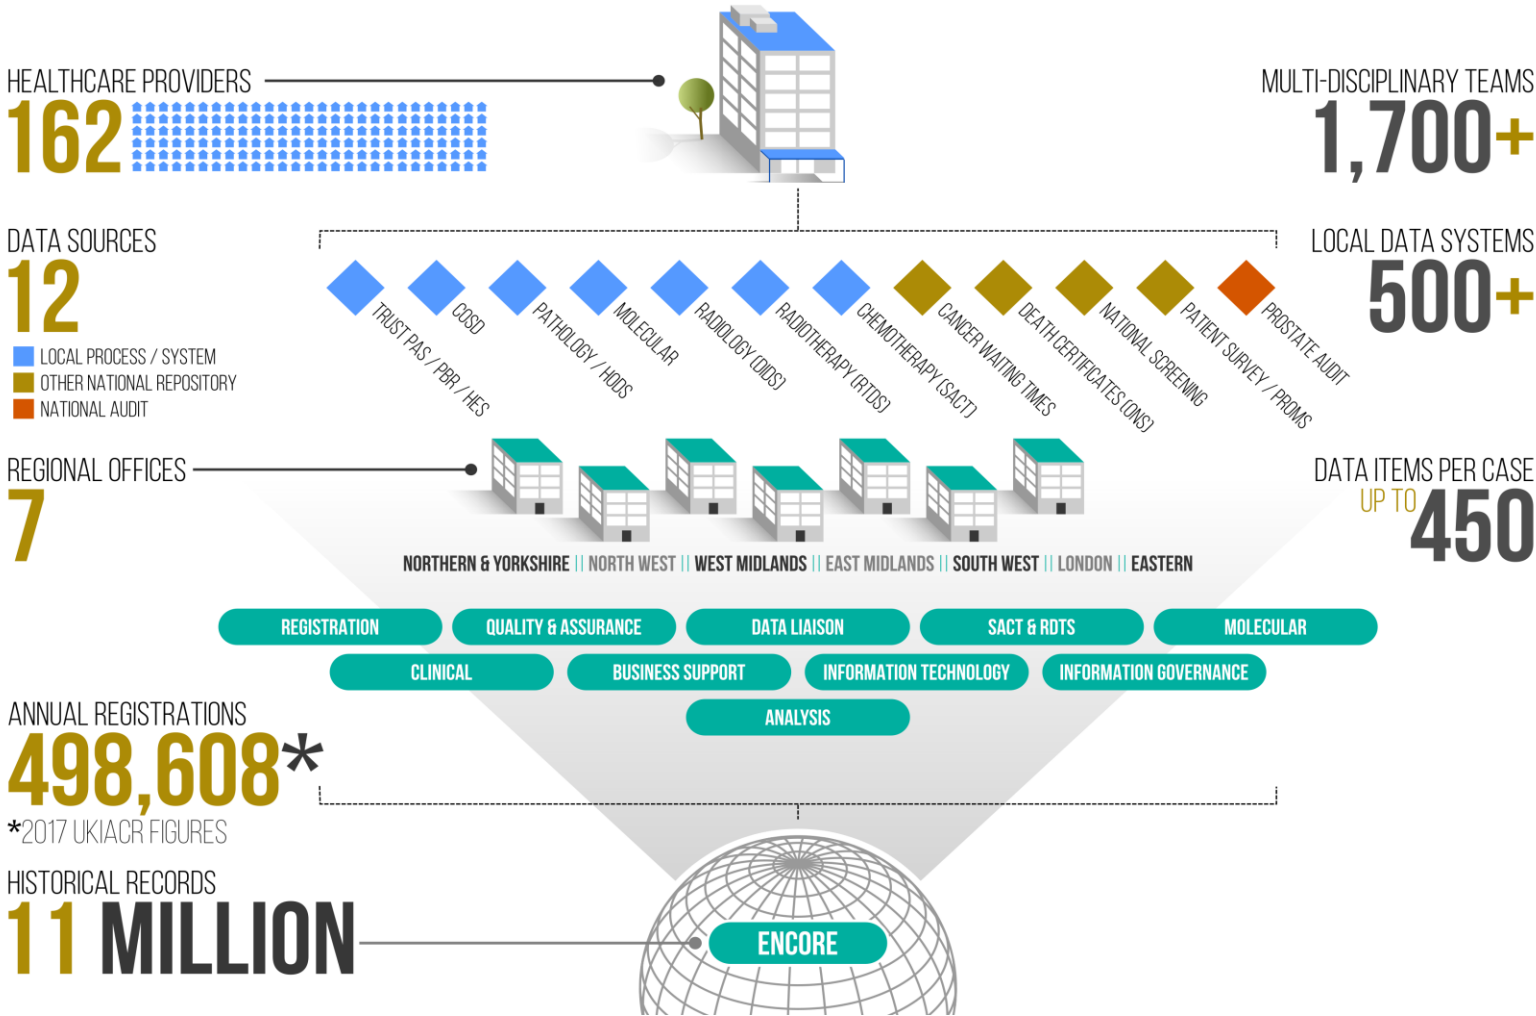 HEALTHCARE PROVIDERS
162
MULTI-DISCIPLINARY TEAMS
1,700+
DATA SOURCES
12
LOCAL PROCESS / SYSTEM
OTHER NATIONAL REPOSITORY
NATIONAL AUDIT
LOCAL DATA SYSTEMS
500+
TRUST PAS / PBR / HES
COSD
PATHOLOGY / HODS
MOLECULAR
RADIOLOGY (DIDS)
RADIOTHERAPY (RTDS)
CHEMOTHERAPY (SACT)
CANCER WAITING TIMES
DEATH CERTIFICATES (ONS)
NATIONAL SCREENING
PATIENT SURVEY / PROMS
PROSTATE AUDIT
REGIONAL OFFICES
7
DATA ITEMS PER CASE
UP TO 450
NORTHERN & YORKSHIRE || NORTH WEST || WEST MIDLANDS || EAST MIDLANDS || SOUTH WEST || LONDON || EASTERN
REGISTRATION
QUALITY & ASSURANCE
DATA LIAISON
SACT & RDTS
MOLECULAR
CLINICAL
BUSINESS SUPPORT
INFORMATION TECHNOLOGY
INFORMATION GOVERNANCE
ANALYSIS
ANNUAL REGISTRATIONS
498,608*
*2017 UKIACR FIGURES
HISTORICAL RECORDS
11 MILLION
ENCORE